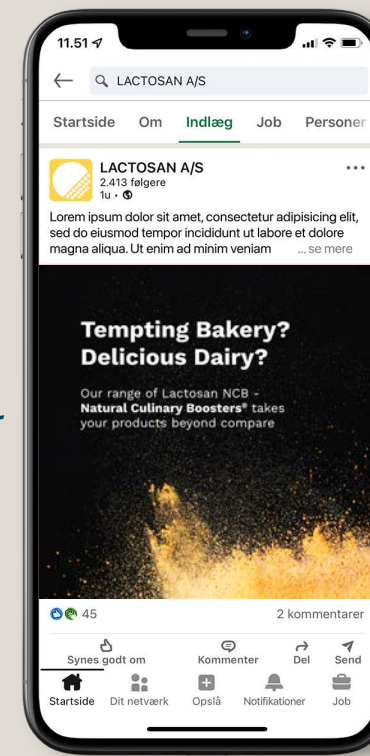 11.51
LACTOSAN A/S
Startside Om Indlæg Job Personer
LACTOSAN A/S
2.413 følgere
1u •
Lorem ipsum dolor sit amet, consectetur adipisicing elit,
sed do eiusmod tempor incididunt ut labore et dolore
magna aliqua. Ut enim ad minim veniam ... se mere
Tempting Bakery?
Delicious Dairy?
Our range of Lactosan NCB -
Natural Culinary Boosters® takes
your products beyond compare
45 2 kommentarer
Synes godt om Kommenter Del Send
Startside Dit netværk Opslå Notifikationer Job